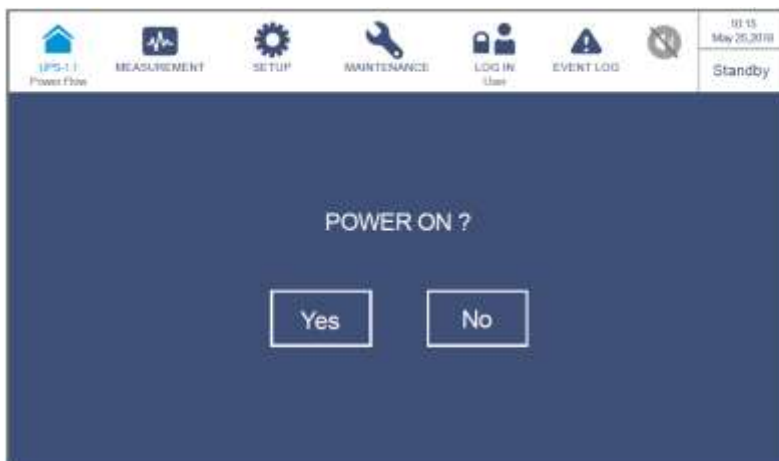 UPS-1.1
Power Flow
MEASUREMENT
SETUP
MAINTENANCE
LOG IN
User
EVENT LOG
10:15
May 25,2018
Standby
POWER ON ?
Yes
No